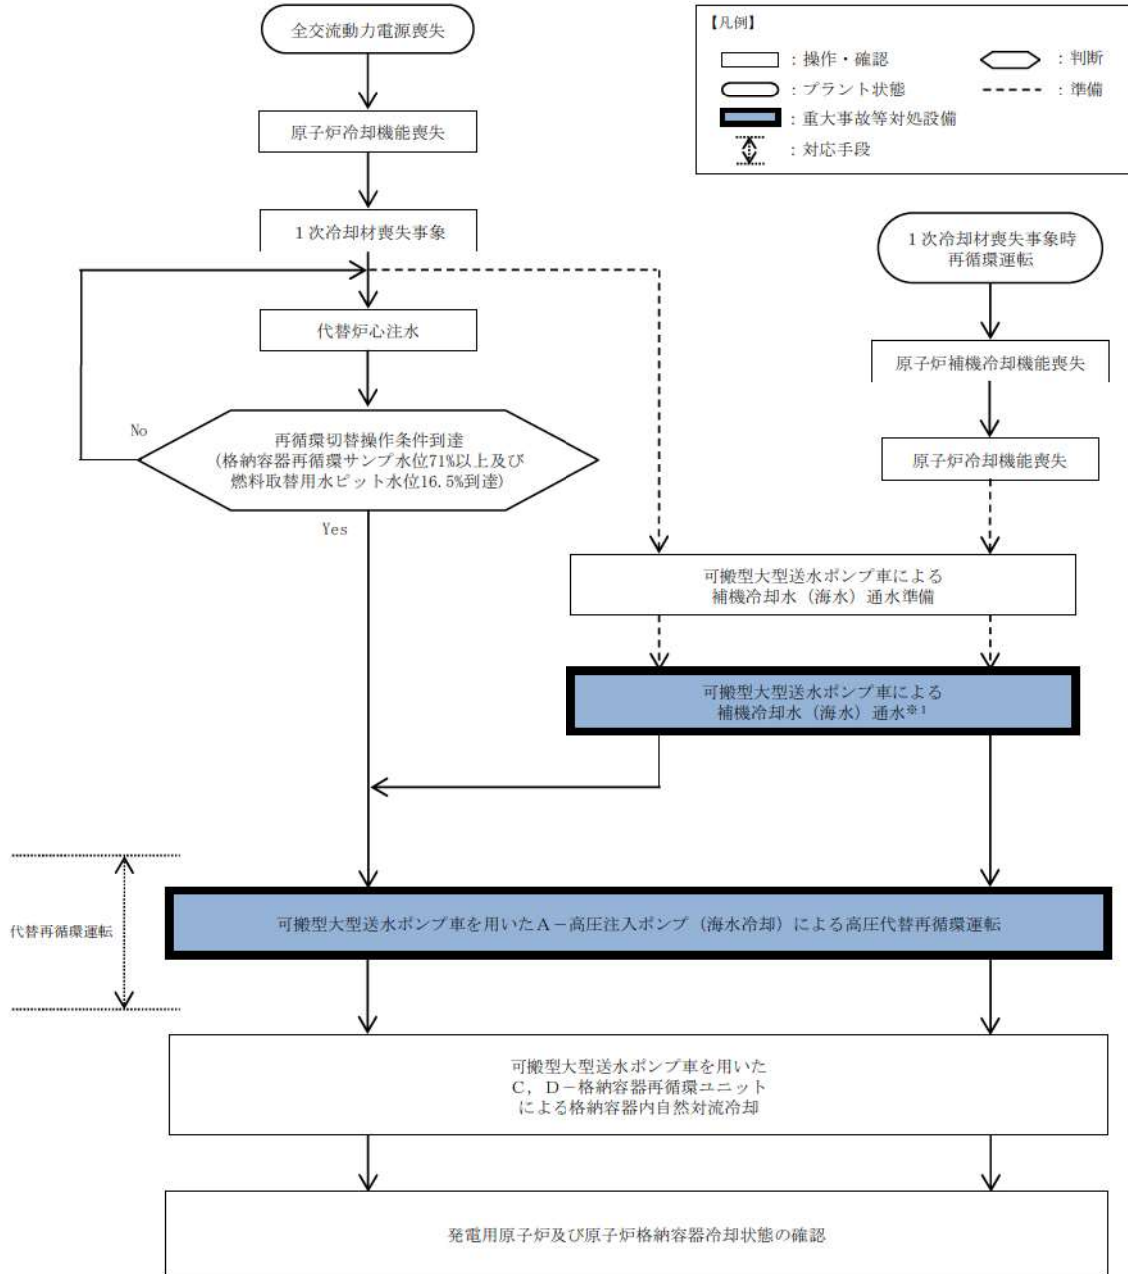 全交流動力電源喪失
【凡例】
：操作・確認
：判断
：プラント状態
：準備
：重大事故等対処設備
：対応手段
原子炉冷却機能喪失
１次冷却材喪失事象
１次冷却材喪失事象時
再循環運転
代替炉心注水
原子炉補機冷却機能喪失
No
再循環切替操作条件到達
(格納容器再循環サンプ水位71%以上及び
燃料取替用水ピット水位16.5%到達)
原子炉冷却機能喪失
Yes
可搬型大型送水ポンプ車による
補機冷却水（海水）通水準備
可搬型大型送水ポンプ車による
補機冷却水（海水）通水※１
代替再循環運転
可搬型大型送水ポンプ車を用いたＡ－高圧注入ポンプ（海水冷却）による高圧代替再循環運転
可搬型大型送水ポンプ車を用いた
Ｃ，Ｄ－格納容器再循環ユニット
による格納容器内自然対流冷却
発電用原子炉及び原子炉格納容器冷却状態の確認